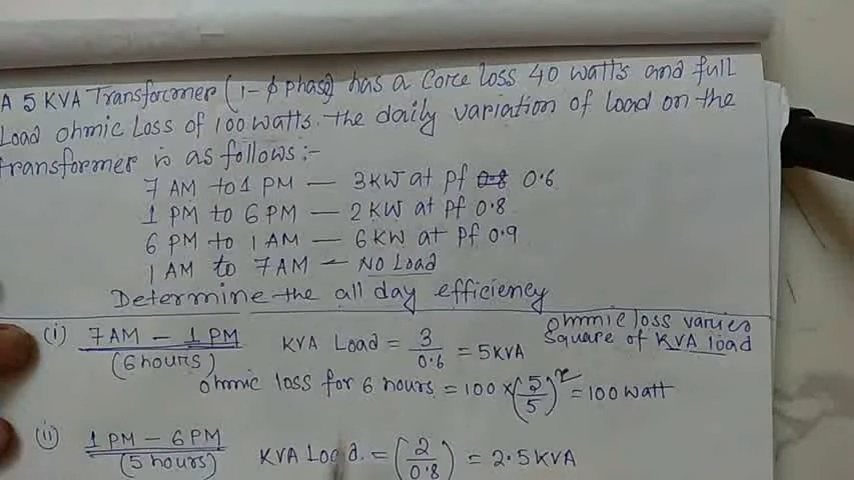 A 5 KVA Transformer (1-ϕ phase) has a Core loss 40 watts and full
Load ohmic Loss of 100 watts. the daily variation of load on the
transformer is as follows:-
7 AM to 1 PM — 3KW at pf 0.8 0.6
1 PM to 6 PM — 2 KW at pf 0.8
6 PM to 1 AM — 6 KW at pf 0.9
1 AM to 7 AM — No Load
Determine the all day efficiency
(i) 7 AM - 1 PM KVA Load = 3/0.6 = 5KVA
(6 hours)
ohmic loss varies
Square of KVA load
ohmic loss for 6 hours = 100 × (5/5)² = 100 watt
(ii) 1 PM - 6 PM KVA Load. = (2/0.8) = 2.5 KVA
(5 hours)